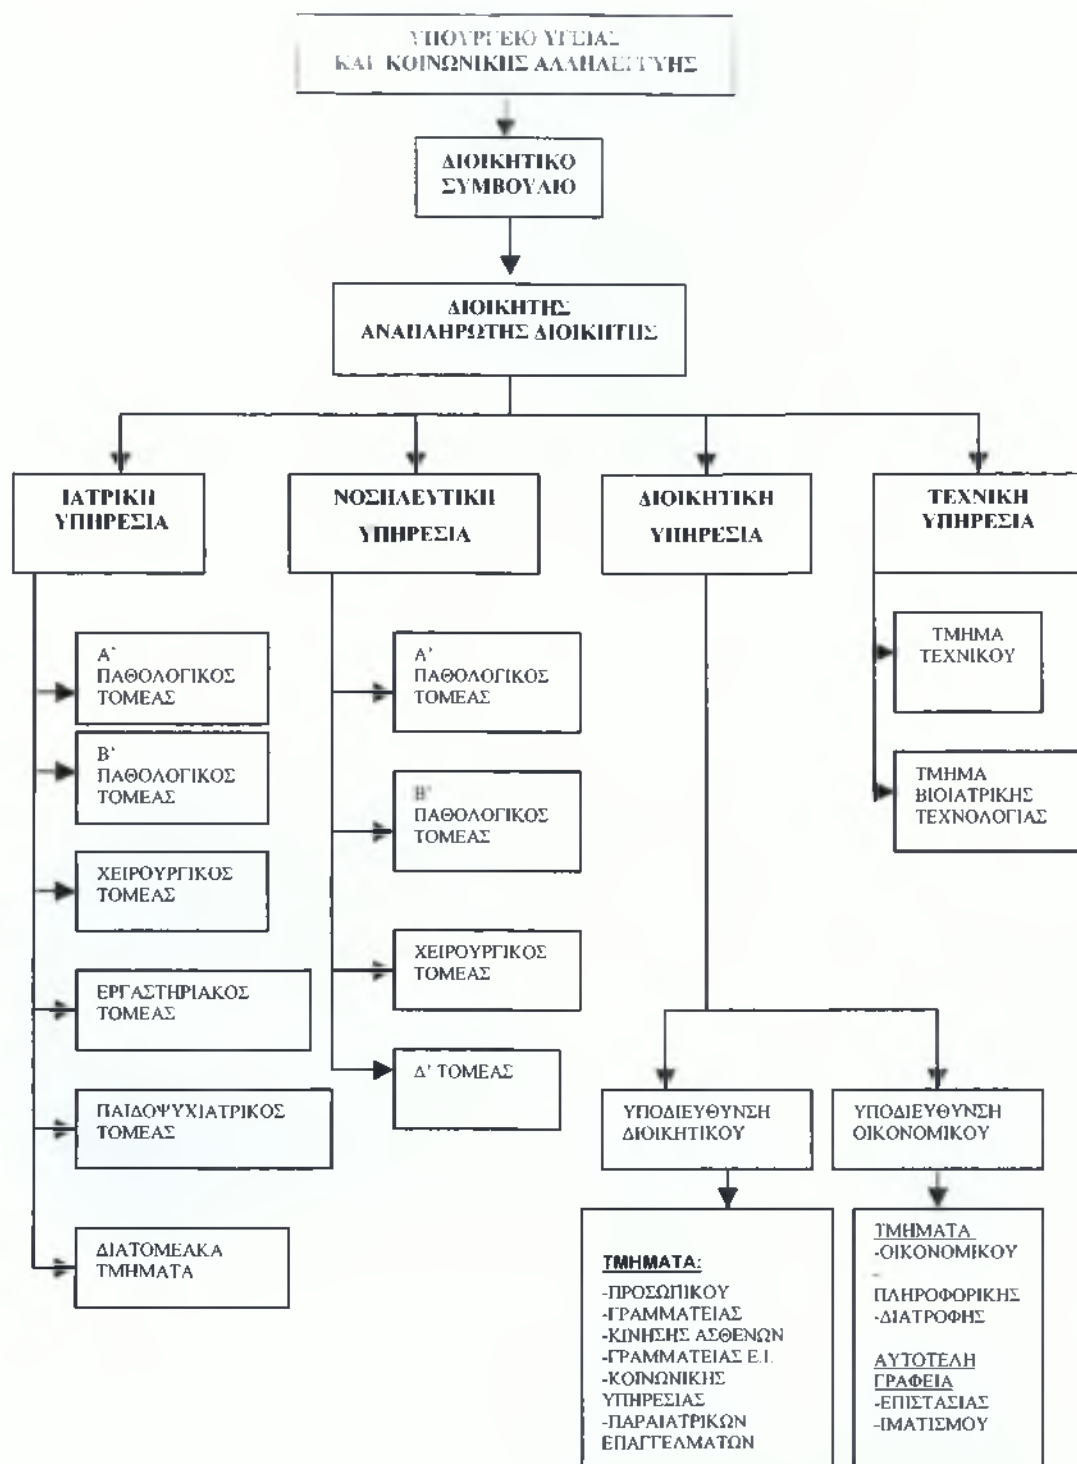 ΥΠΟΥΡΓΕΙΟ ΥΓΕΙΑΣ
ΚΑΙ ΚΟΙΝΩΝΙΚΗΣ ΑΛΛΗΛΕΓΓΥΗΣ
ΔΙΟΙΚΗΤΙΚΟ
ΣΥΜΒΟΥΛΙΟ
ΔΙΟΙΚΗΤΗΣ
ΑΝΑΠΛΗΡΩΤΗΣ ΔΙΟΙΚΗΤΗΣ
ΙΑΤΡΙΚΗ
ΥΠΗΡΕΣΙΑ
ΝΟΣΗΛΕΥΤΙΚΗ
ΥΠΗΡΕΣΙΑ
ΔΙΟΙΚΗΤΙΚΗ
ΥΠΗΡΕΣΙΑ
ΤΕΧΝΙΚΗ
ΥΠΗΡΕΣΙΑ
Α'
ΠΑΘΟΛΟΓΙΚΟΣ
ΤΟΜΕΑΣ
Β'
ΠΑΘΟΛΟΓΙΚΟΣ
ΤΟΜΕΑΣ
ΧΕΙΡΟΥΡΓΙΚΟΣ
ΤΟΜΕΑΣ
ΕΡΓΑΣΤΗΡΙΑΚΟΣ
ΤΟΜΕΑΣ
ΠΑΙΔΟΨΥΧΙΑΤΡΙΚΟΣ
ΤΟΜΕΑΣ
ΔΙΑΤΟΜΕΑΚΑ
ΤΜΗΜΑΤΑ
Α'
ΠΑΘΟΛΟΓΙΚΟΣ
ΤΟΜΕΑΣ
Β'
ΠΑΘΟΛΟΓΙΚΟΣ
ΤΟΜΕΑΣ
ΧΕΙΡΟΥΡΓΙΚΟΣ
ΤΟΜΕΑΣ
Δ' ΤΟΜΕΑΣ
ΤΜΗΜΑ
ΤΕΧΝΙΚΟΥ
ΤΜΗΜΑ
ΒΙΟΙΑΤΡΙΚΗΣ
ΤΕΧΝΟΛΟΓΙΑΣ
ΥΠΟΔΙΕΥΘΥΝΣΗ
ΔΙΟΙΚΗΤΙΚΟΥ
ΥΠΟΔΙΕΥΘΥΝΣΗ
ΟΙΚΟΝΟΜΙΚΟΥ
ΤΜΗΜΑΤΑ:
-ΠΡΟΣΩΠΙΚΟΥ
-ΓΡΑΜΜΑΤΕΙΑΣ
-ΚΙΝΗΣΗΣ ΑΣΘΕΝΩΝ
-ΓΡΑΜΜΑΤΕΙΑΣ Ε.Ι.
-ΚΟΙΝΩΝΙΚΗΣ
ΥΠΗΡΕΣΙΑΣ
-ΠΑΡΑΙΑΤΡΙΚΩΝ
ΕΠΑΓΓΕΛΜΑΤΩΝ
ΤΜΗΜΑΤΑ
-ΟΙΚΟΝΟΜΙΚΟΥ
-
ΠΛΗΡΟΦΟΡΙΚΗΣ
-ΔΙΑΤΡΟΦΗΣ
ΑΥΤΟΤΕΛΗ
ΓΡΑΦΕΙΑ
-ΕΠΙΣΤΑΣΙΑΣ
-ΙΜΑΤΙΣΜΟΥ